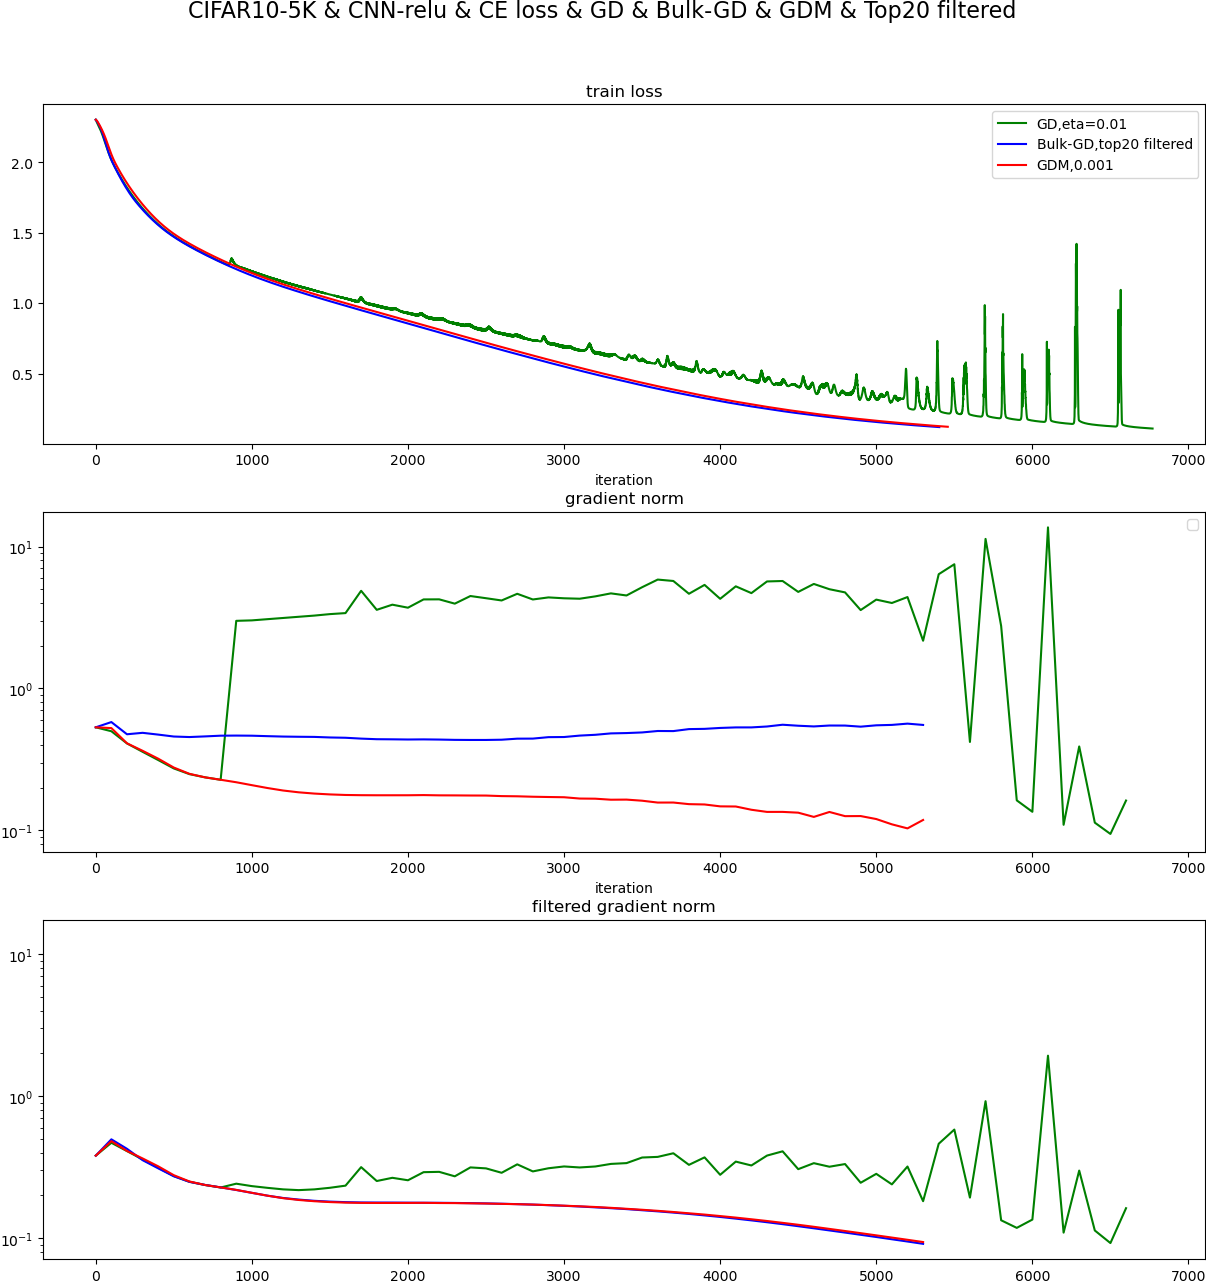 CIFAR10-5K & CNN-relu & CE loss & GD & Bulk-GD & GDM & Top20 filtered
train loss
GD,eta=0.01
Bulk-GD,top20 filtered
GDM,0.001
2.0
1.5
1.0
0.5
0 1000 2000 3000 4000 5000 6000 7000
iteration
gradient norm
10¹
10⁰
10⁻¹
0 1000 2000 3000 4000 5000 6000 7000
iteration
filtered gradient norm
10¹
10⁰
10⁻¹
0 1000 2000 3000 4000 5000 6000 7000